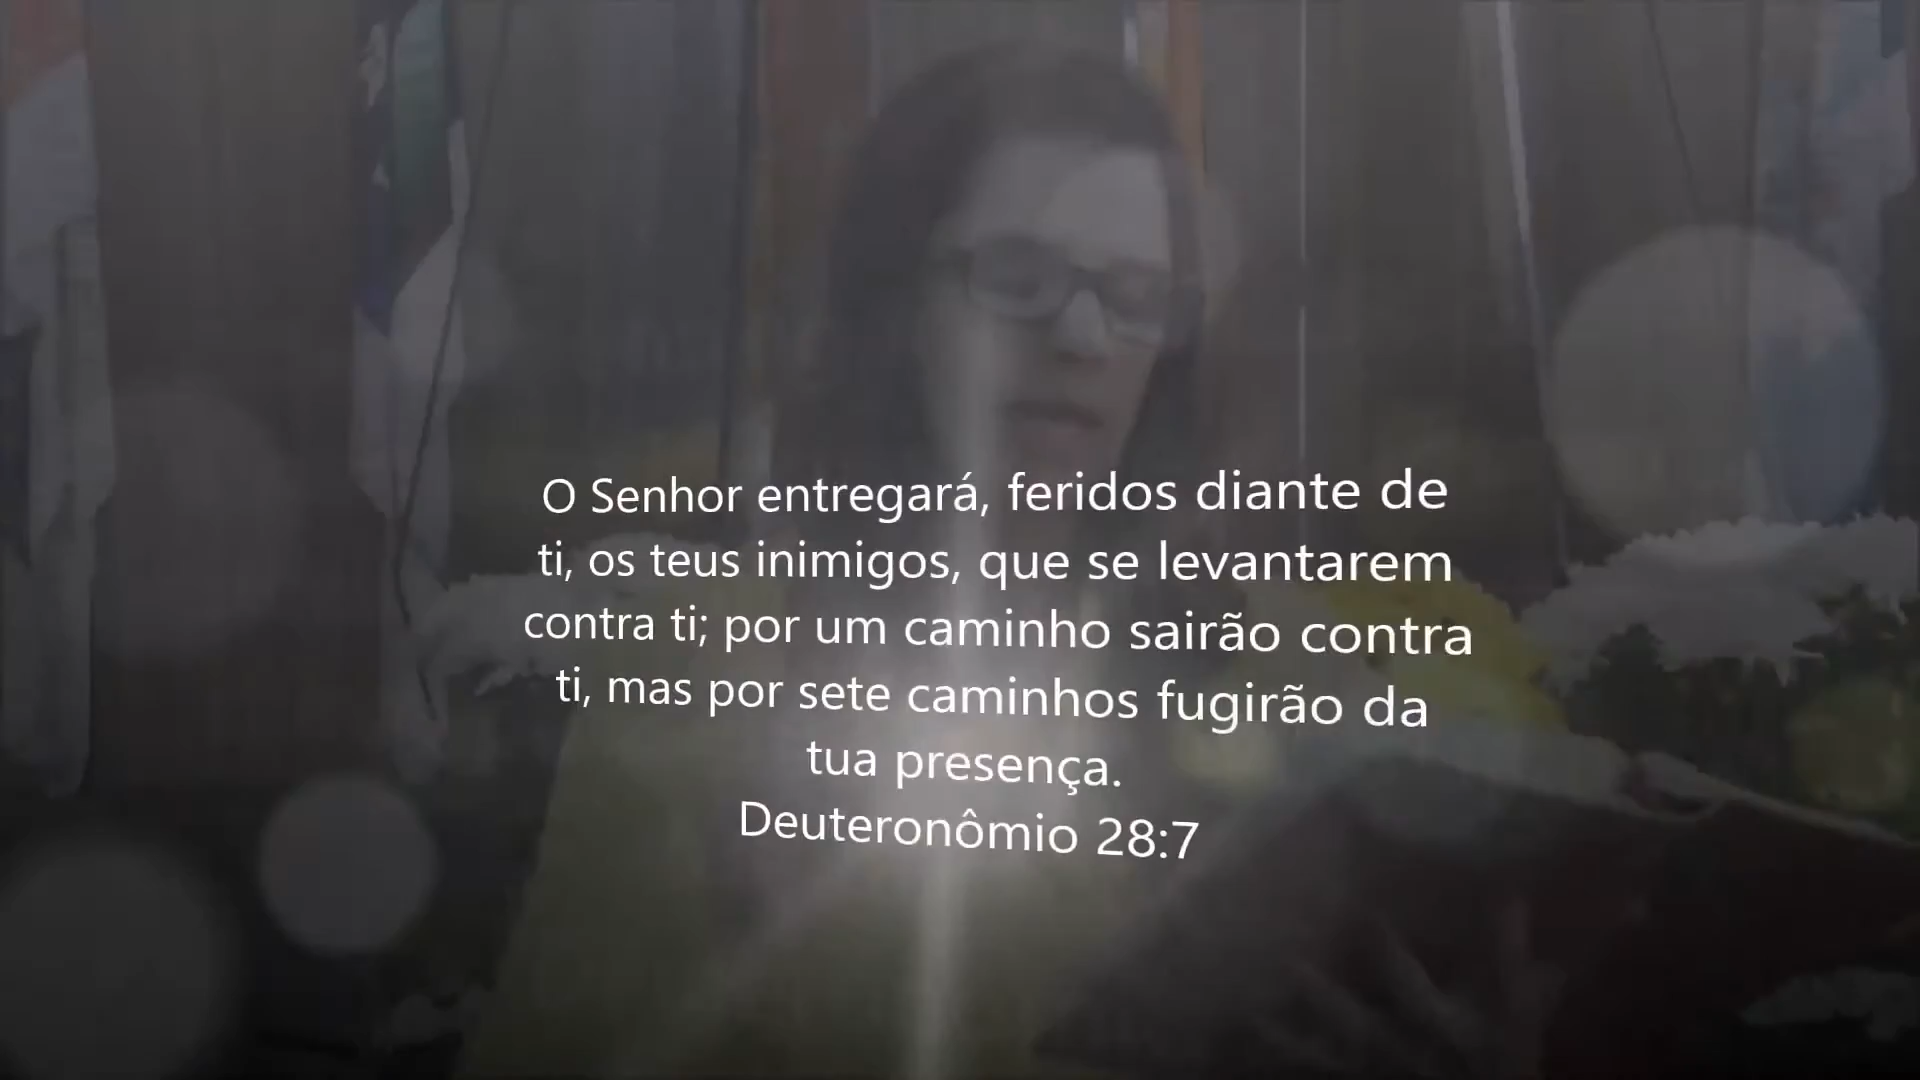 O Senhor entregará, feridos diante de
ti, os teus inimigos, que se levantarem
contra ti; por um caminho sairão contra
ti, mas por sete caminhos fugirão da
tua presença.
Deuteronômio 28:7